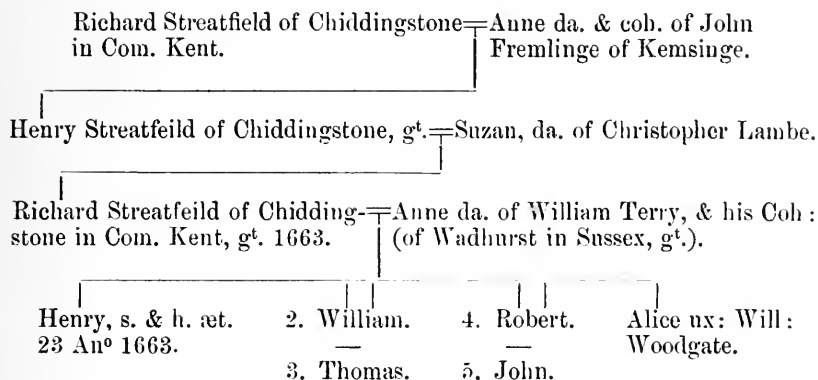 Richard Streatfield of Chiddingstone Anne da. & coh. of John
in Com. Kent. Fremlinge of Kemsinge.
Henry Streatfeild of Chiddingstone, gt. Suzan, da. of Christopher Lambe.
Richard Streatfeild of Chidding- Anne da. of William Terry, & his Coh :
stone in Com. Kent, gt. 1663. (of Wadhurst in Sussex, gt.).
Henry, s. & h. æt. 2. William. 4. Robert. Alice ux: Will :
23 Ano 1663. — — Woodgate.
3. Thomas. 5. John.